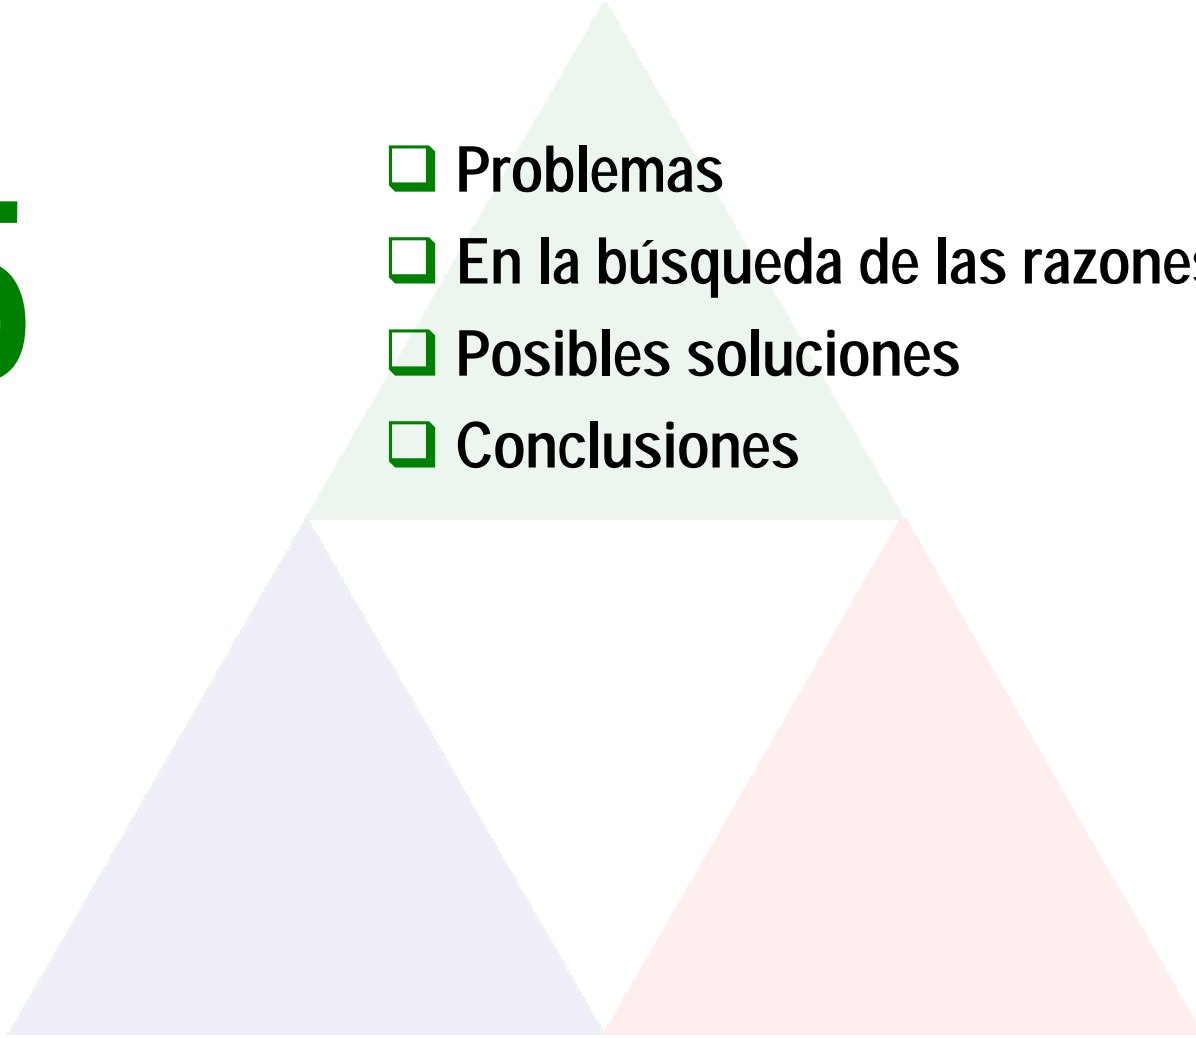 Problemas
En la búsqueda de las razones
Posibles soluciones
Conclusiones